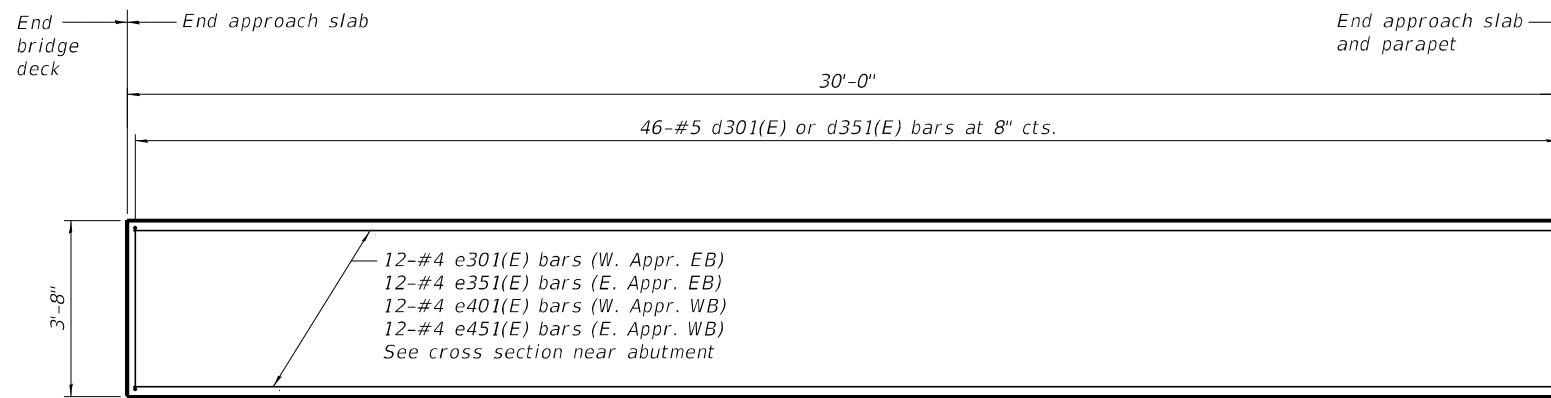 End
bridge
deck
End approach slab
End approach slab
and parapet
30'-0"
46-#5 d301(E) or d351(E) bars at 8" cts.
3'-8"
12-#4 e301(E) bars (W. Appr. EB)
12-#4 e351(E) bars (E. Appr. EB)
12-#4 e401(E) bars (W. Appr. WB)
12-#4 e451(E) bars (E. Appr. WB)
See cross section near abutment